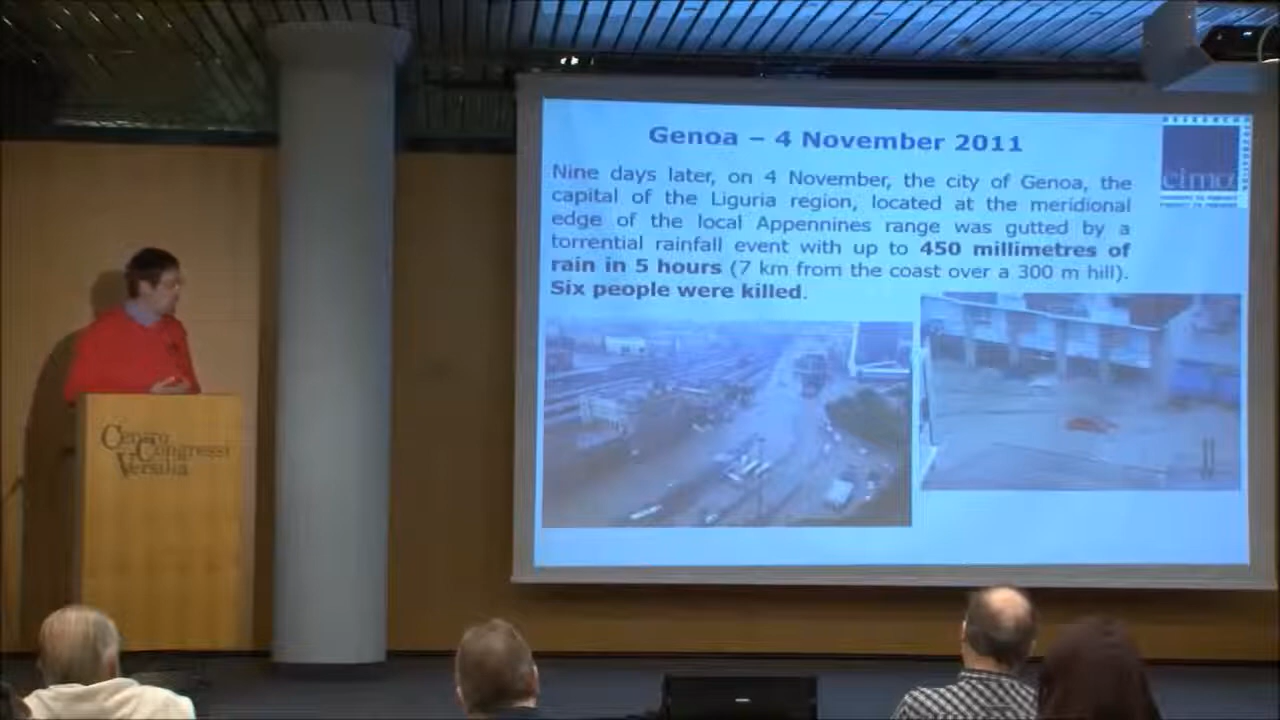 Genoa – 4 November 2011
Nine days later, on 4 November, the city of Genoa, the
capital of the Liguria region, located at the meridional
edge of the local Appennines range was gutted by a
torrential rainfall event with up to 450 millimetres of
rain in 5 hours (7 km from the coast over a 300 m hill).
Six people were killed.
cima
Centro
Congressi
Versilia